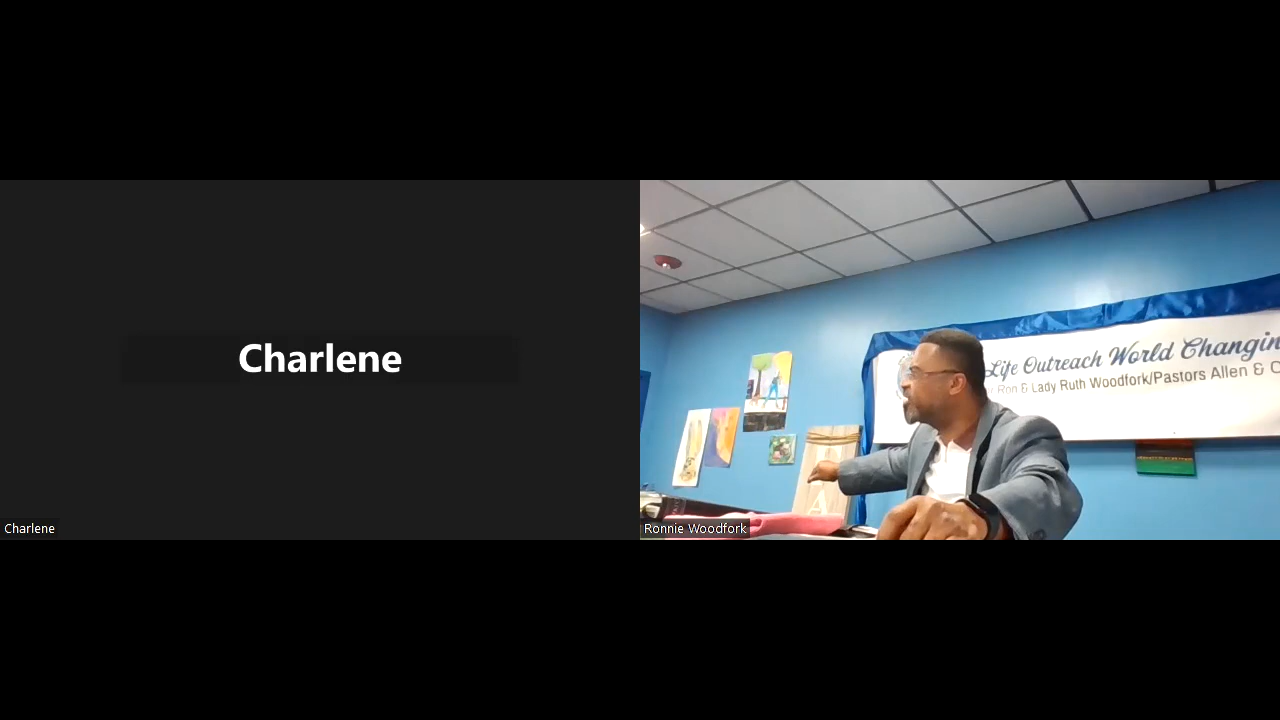 Charlene
Charlene
Life Outreach World Changin
Ron & Lady Ruth Woodfork/Pastors Allen & C
Ronnie Woodfork